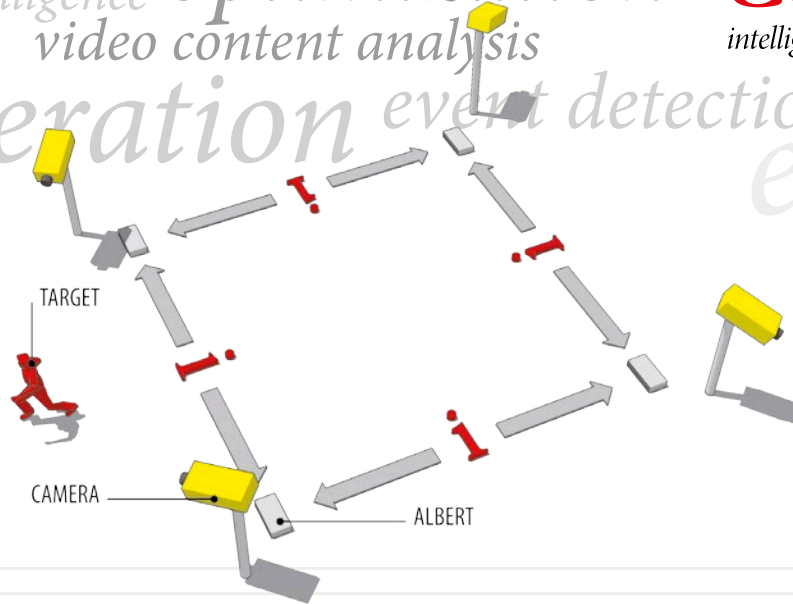 video content analysis
intellig
eration event detectio
i
i
TARGET
i
i
CAMERA
ALBERT